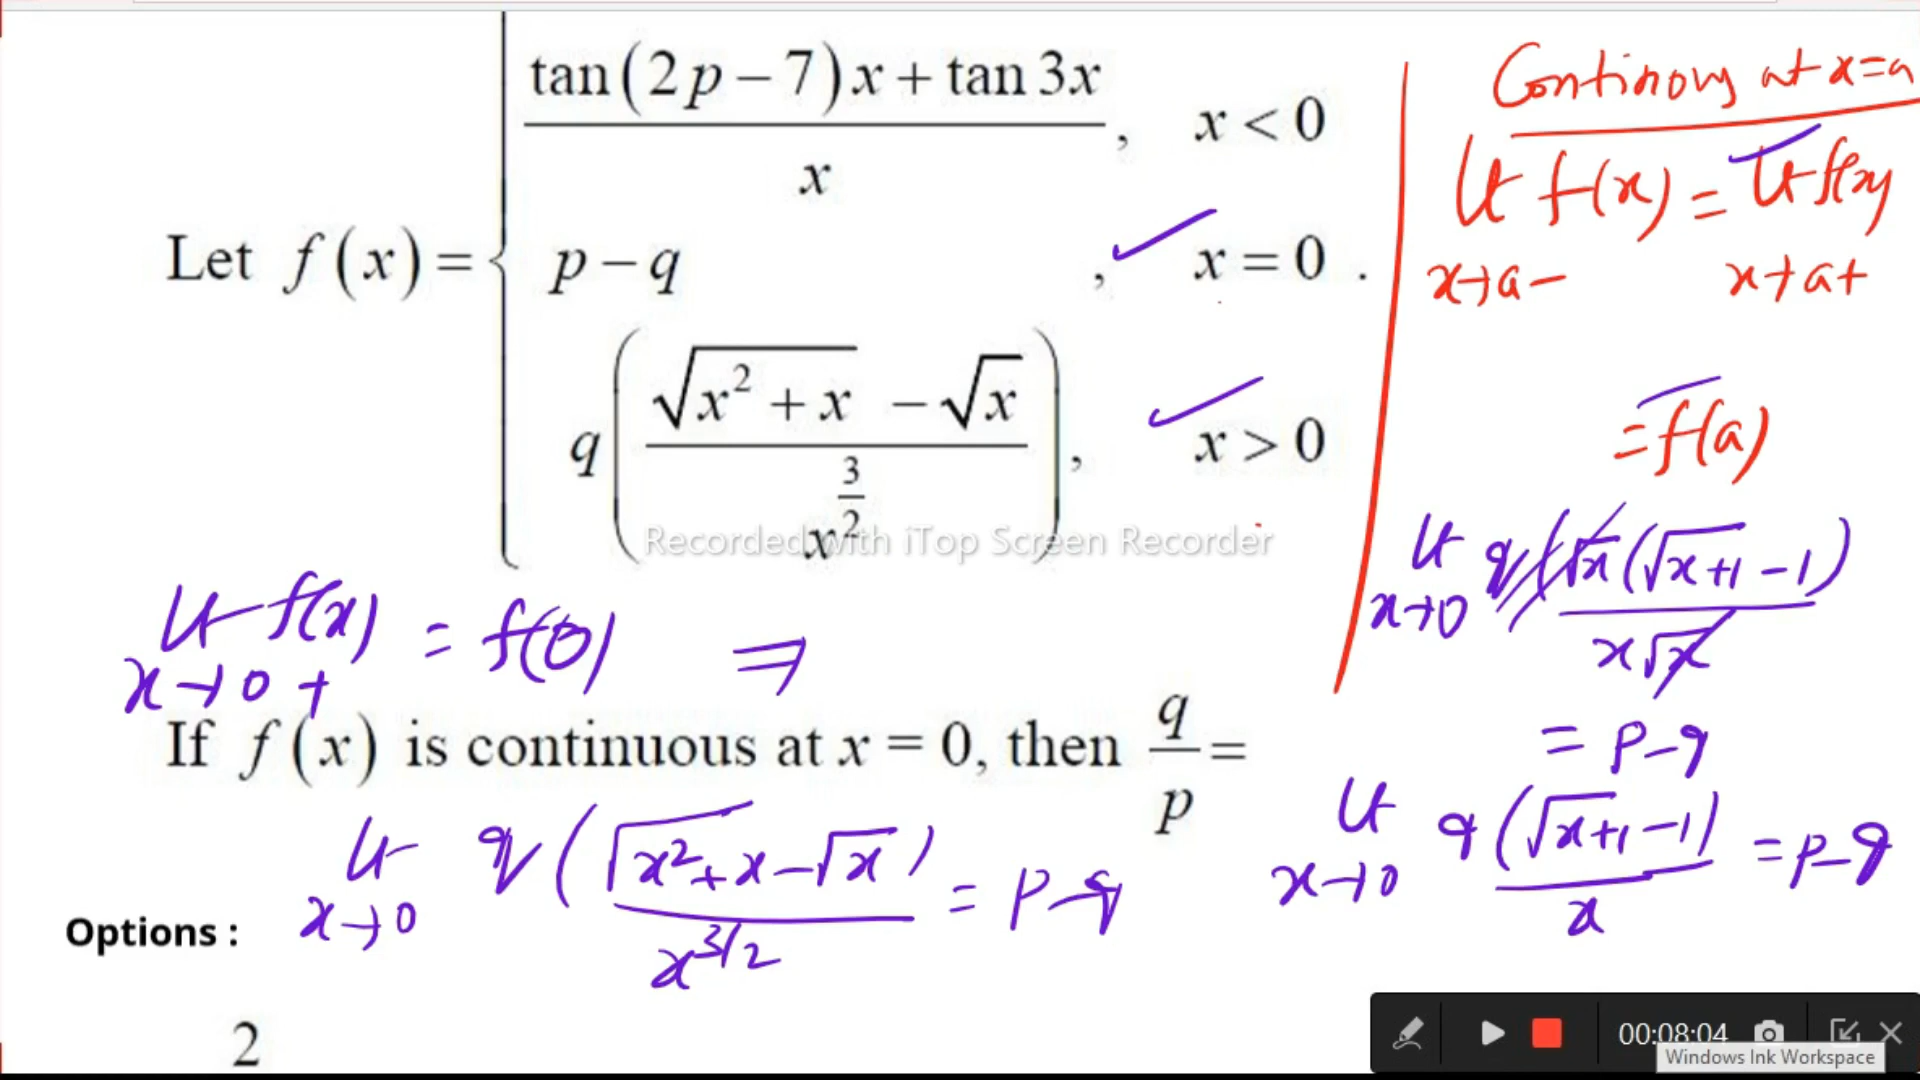 tan(2p−7)x + tan 3x
x
, x < 0
Continous at x=a
Lt f(x) = Lt f(x)
x→a− x→a+
Let f(x) = { p−q , x = 0 .
q(√x²+x − √x / x^3/2), x > 0
= f(a)
Recorded with iTop Screen Recorder
Lt q(√x(√x+1 −1)
x→0 x√x
= p−q
Lt f(x) = f(0) ⇒
x→0+
If f(x) is continuous at x = 0, then q/p =
Lt q(√x²+x −√x) = p−q
x→0 x^3/2
Lt q(√x+1 −1) = p−q
x→0 x
Options :
2
00:08:04
Windows Ink Workspace